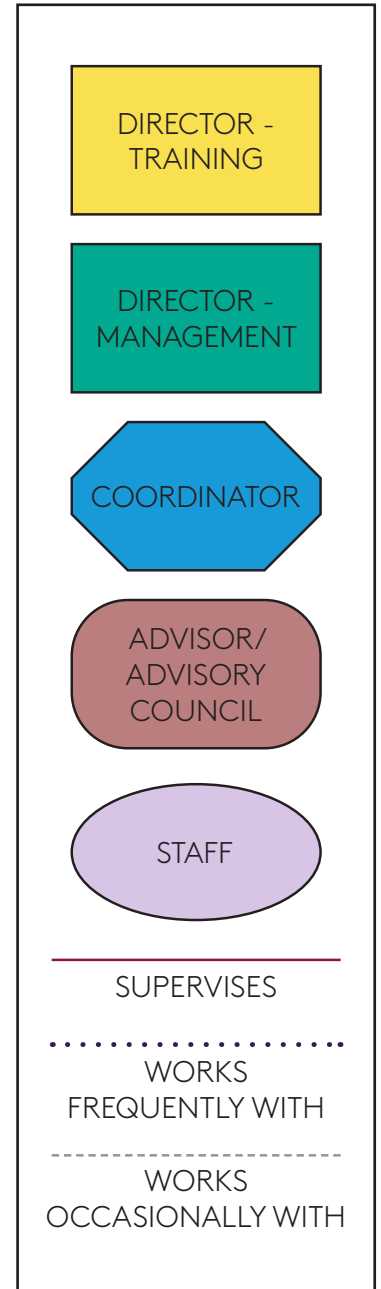 DIRECTOR -
TRAINING
DIRECTOR -
MANAGEMENT
COORDINATOR
ADVISOR/
ADVISORY
COUNCIL
STAFF
SUPERVISES
WORKS
FREQUENTLY WITH
WORKS
OCCASIONALLY WITH